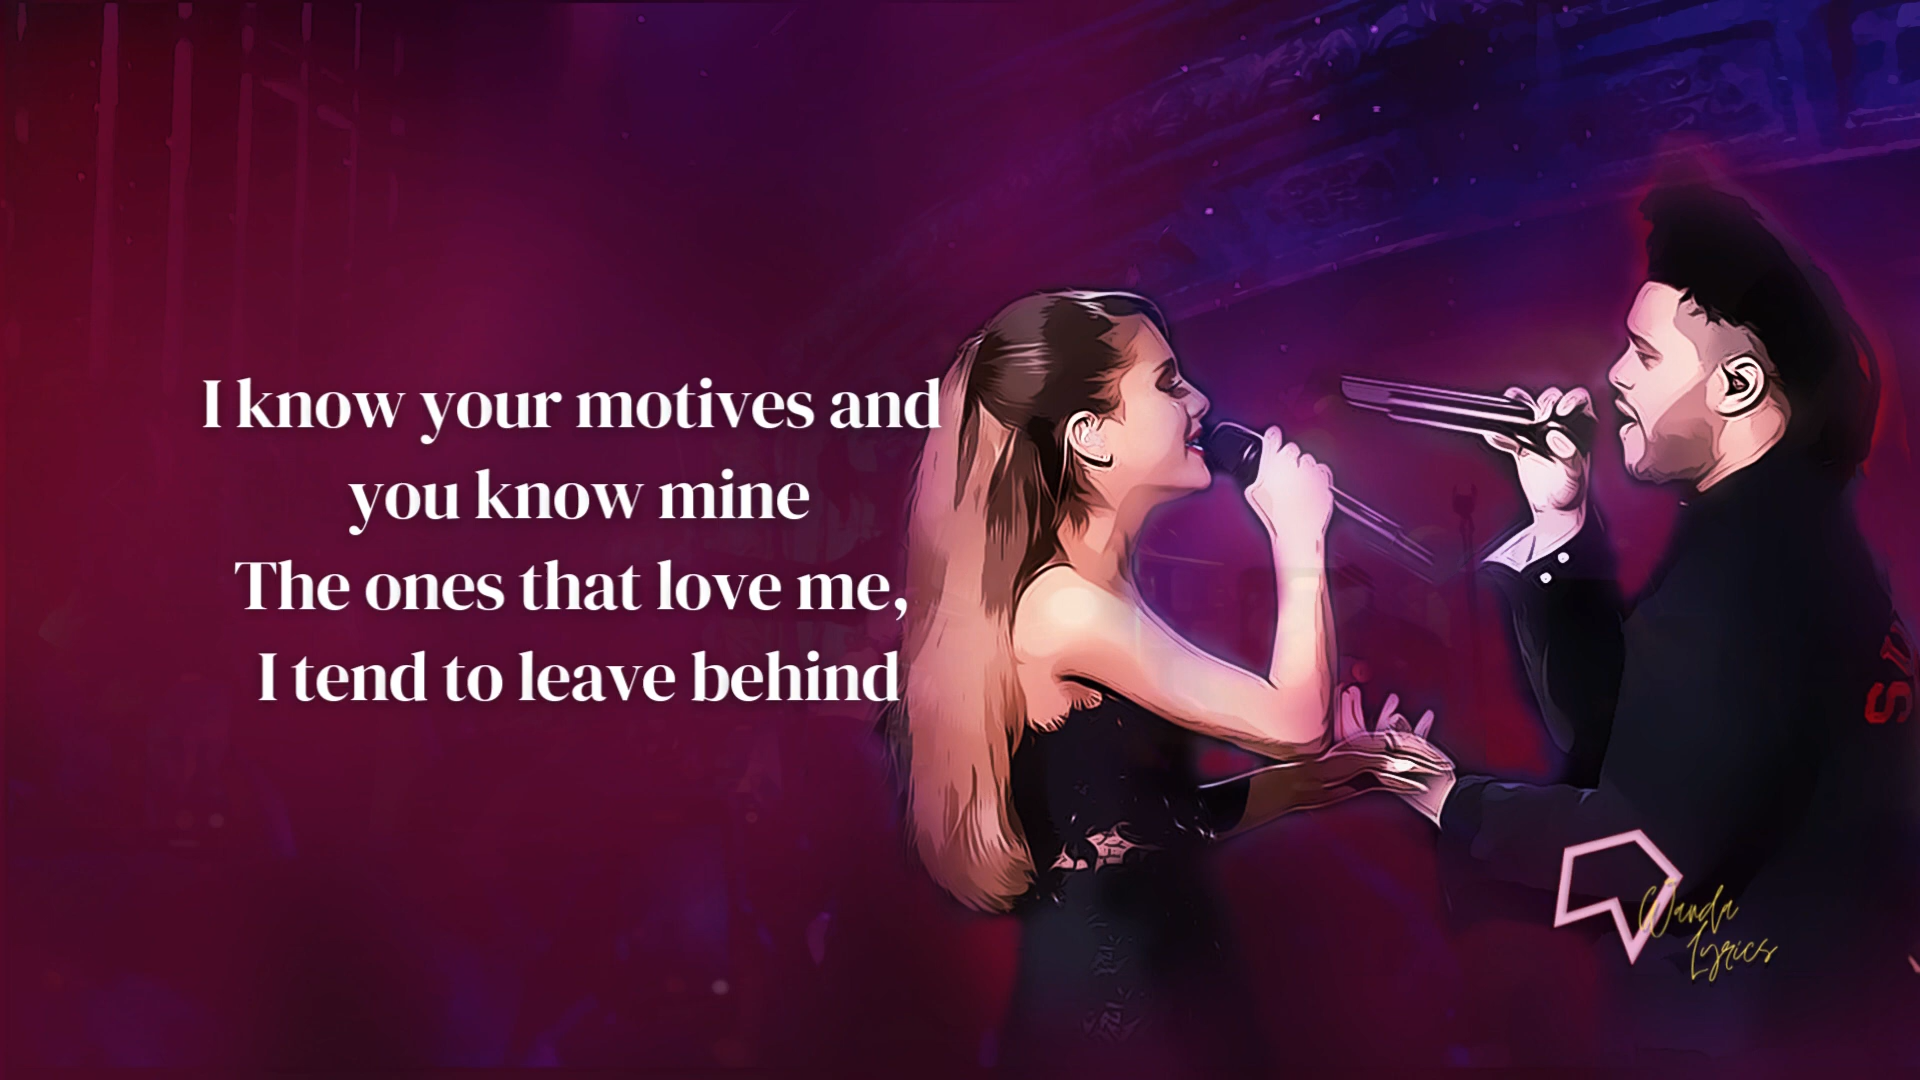 I know your motives and
you know mine
The ones that love me,
I tend to leave behind
Wanda
Lyrics